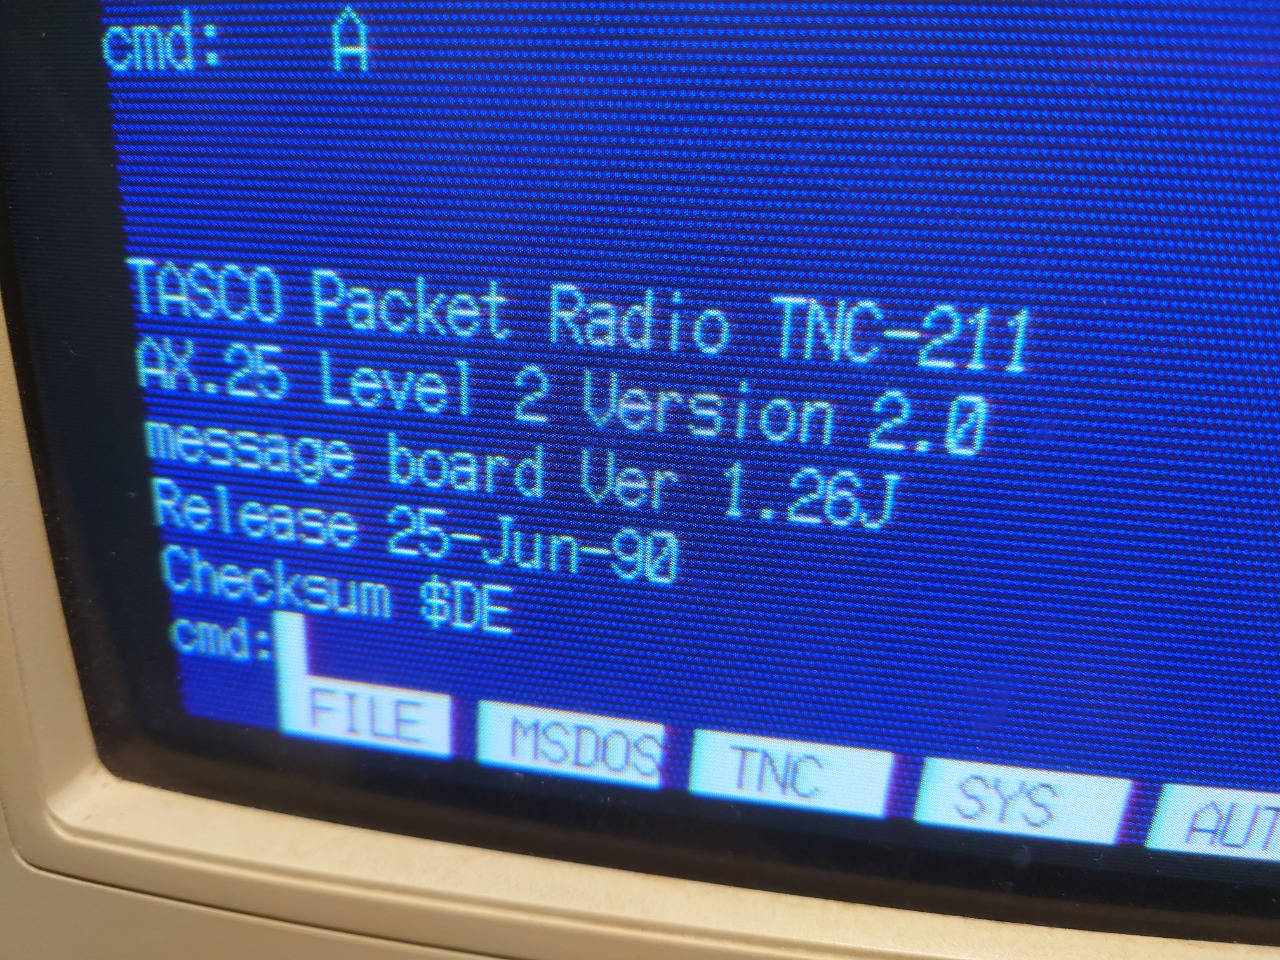 cmd: A
TASCO Packet Radio TNC-211
AX.25 Level 2 Version 2.0
message board Ver 1.26J
Release 25-Jun-90
Checksum $DE
cmd:
FILE MSDOS TNC SYS AUT